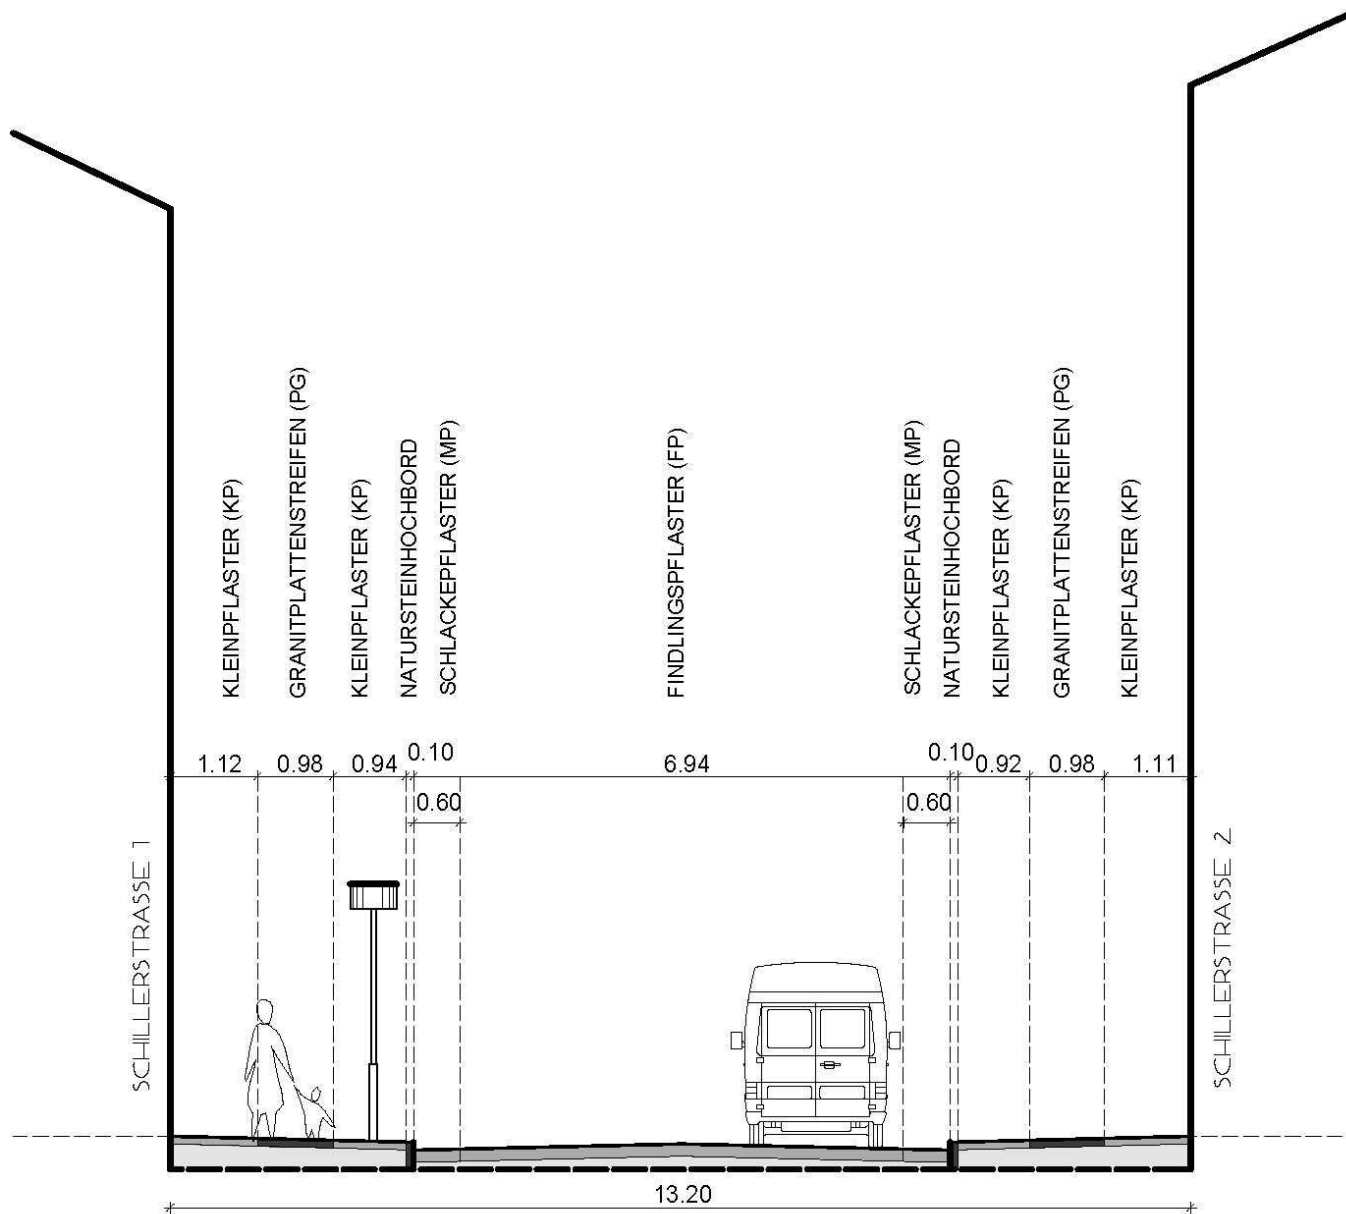 KLEINPFLASTER (KP)
GRANITPLATTENSTREIFEN (PG)
KLEINPFLASTER (KP)
NATURSTEINHOCHBORD
SCHLACKEPFLASTER (MP)
FINDLINGSPFLASTER (FP)
SCHLACKEPFLASTER (MP)
NATURSTEINHOCHBORD
KLEINPFLASTER (KP)
GRANITPLATTENSTREIFEN (PG)
KLEINPFLASTER (KP)
1.12
0.98
0.94
0.10
6.94
0.10
0.92
0.98
1.11
0.60
0.60
SCHILLERSTRASSE 1
SCHILLERSTRASSE 2
13.20